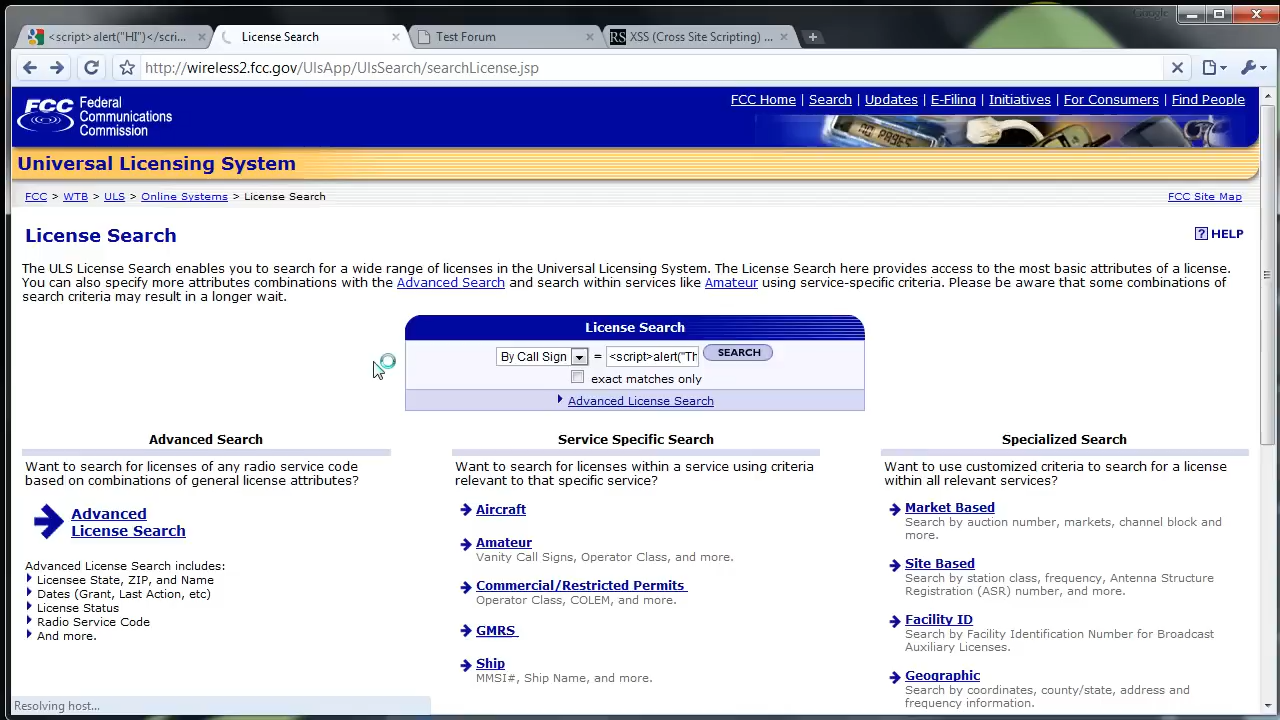 Google
<script>alert("HI")</scri...
License Search
Test Forum
RS XSS (Cross Site Scripting) ...
http://wireless2.fcc.gov/UlsApp/UlsSearch/searchLicense.jsp
FCC Federal Communications Commission
FCC Home | Search | Updates | E-Filing | Initiatives | For Consumers | Find People
NO PAGES
Universal Licensing System
FCC > WTB > ULS > Online Systems > License Search
FCC Site Map
License Search
? HELP
The ULS License Search enables you to search for a wide range of licenses in the Universal Licensing System. The License Search here provides access to the most basic attributes of a license.
You can also specify more attributes combinations with the Advanced Search and search within services like Amateur using service-specific criteria. Please be aware that some combinations of
search criteria may result in a longer wait.
License Search
By Call Sign = <script>alert("Th SEARCH
exact matches only
Advanced License Search
Advanced Search
Want to search for licenses of any radio service code
based on combinations of general license attributes?
Advanced
License Search
Advanced License Search includes:
Licensee State, ZIP, and Name
Dates (Grant, Last Action, etc)
License Status
Radio Service Code
And more.
Service Specific Search
Want to search for licenses within a service using criteria
relevant to that specific service?
Aircraft
Amateur
Vanity Call Signs, Operator Class, and more.
Commercial/Restricted Permits
Operator Class, COLEM, and more.
GMRS
Ship
MMSI#, Ship Name, and more.
Specialized Search
Want to use customized criteria to search for a license
within all relevant services?
Market Based
Search by auction number, markets, channel block and
more.
Site Based
Search by station class, frequency, Antenna Structure
Registration (ASR) number, and more.
Facility ID
Search by Facility Identification Number for Broadcast
Auxiliary Licenses.
Geographic
Search by coordinates, county/state, address and
frequency information.
Resolving host...